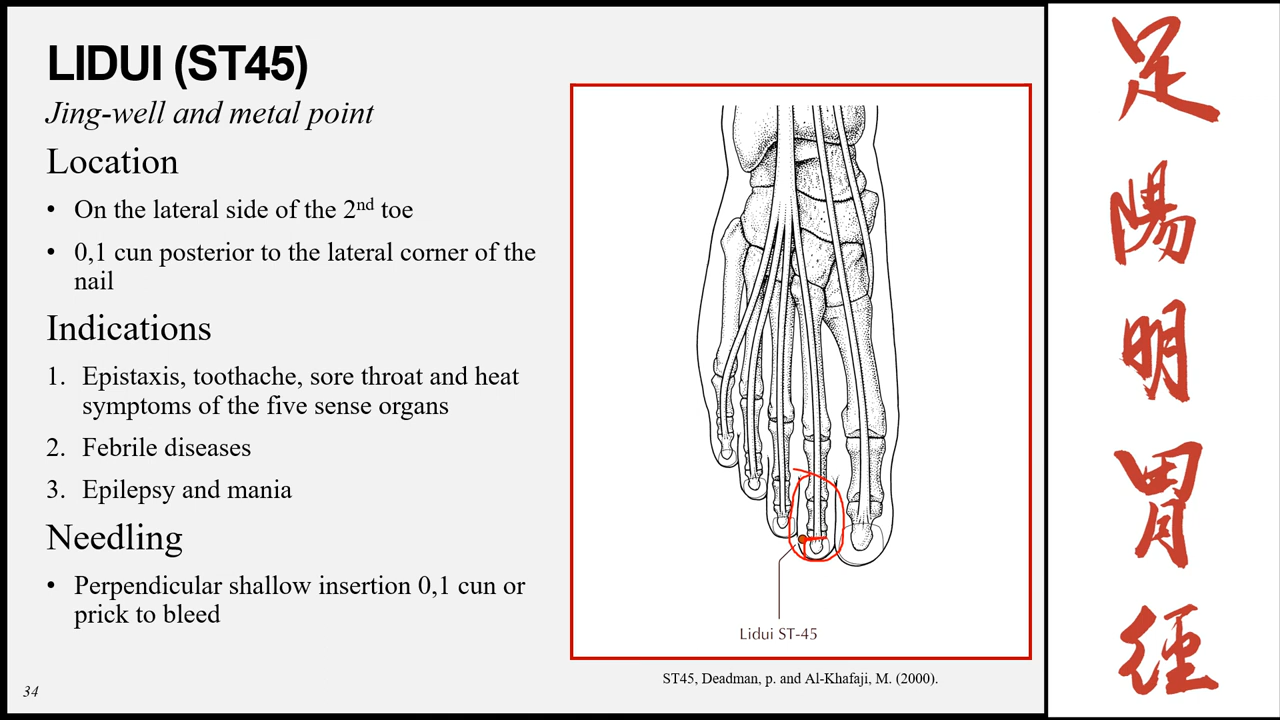 LIDUI (ST45)
Jing-well and metal point
Location
• On the lateral side of the 2nd toe
• 0,1 cun posterior to the lateral corner of the
nail
Indications
1. Epistaxis, toothache, sore throat and heat
symptoms of the five sense organs
2. Febrile diseases
3. Epilepsy and mania
Needling
• Perpendicular shallow insertion 0,1 cun or
prick to bleed
34
Lidui ST-45
ST45, Deadman, p. and Al-Khafaji, M. (2000).
足
陽
明
胃
徑